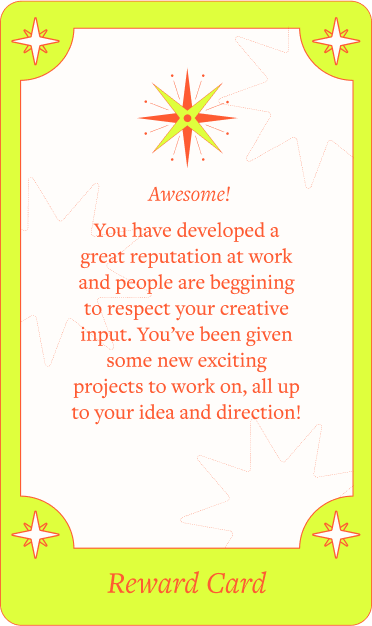 Awesome!
You have developed a
great reputation at work
and people are beggining
to respect your creative
input. You’ve been given
some new exciting
projects to work on, all up
to your idea and direction!
Reward Card